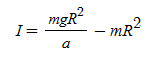 I = mgR²/a − mR²